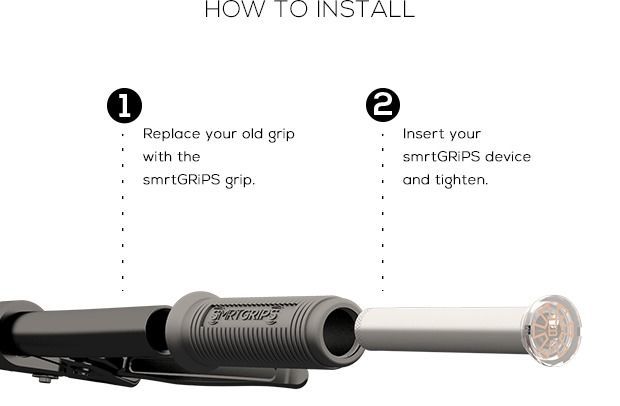 HOW TO INSTALL
1
Replace your old grip
with the
smrtGRiPS grip.
2
Insert your
smrtGRiPS device
and tighten.
SMRTGRIPS